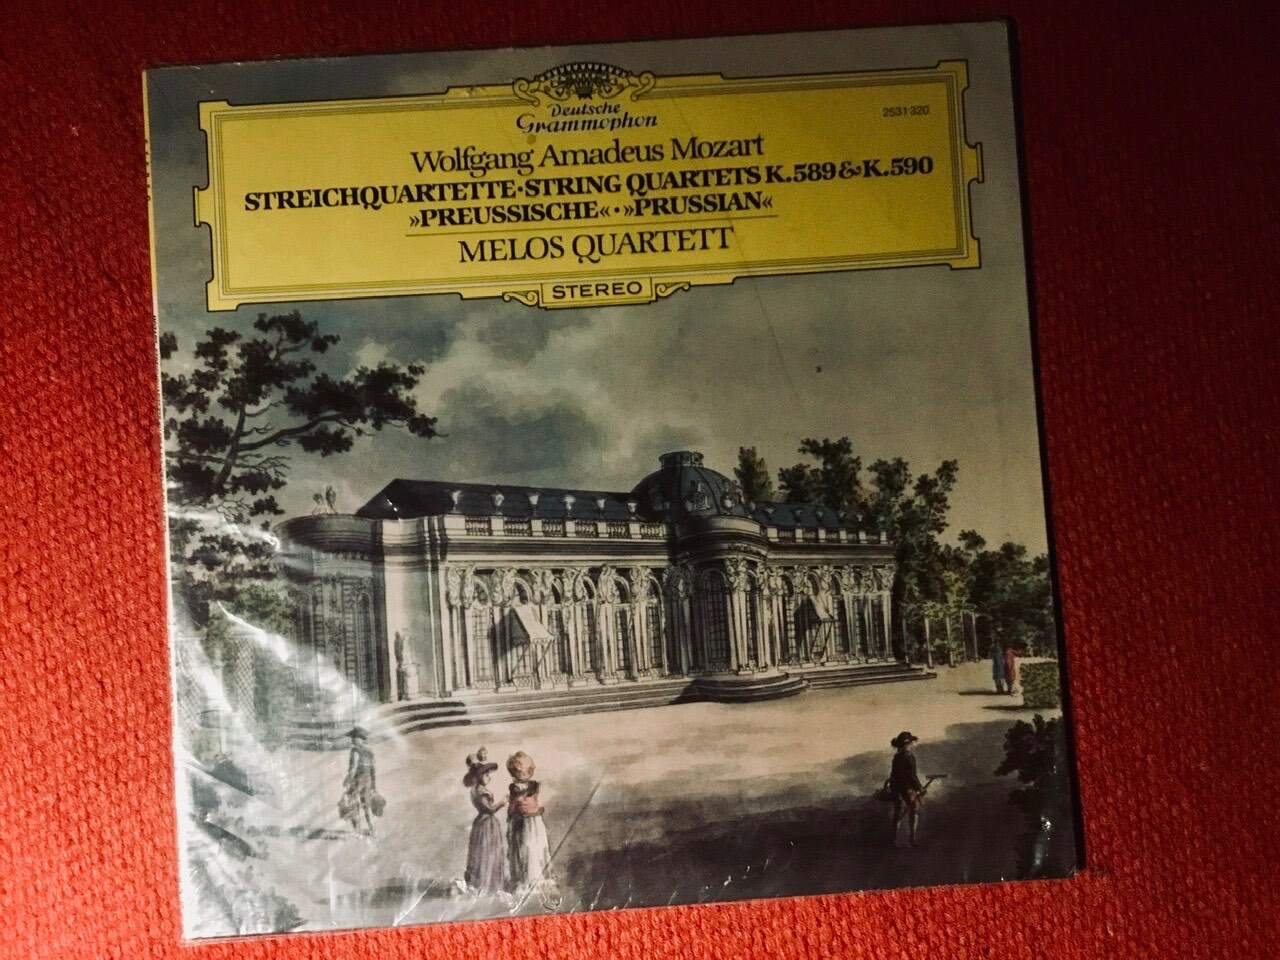 Deutsche
Grammophon
2531 320
Wolfgang Amadeus Mozart
STREICHQUARTETTE·STRING QUARTETS K.589&K.590
»PREUSSISCHE«·»PRUSSIAN«
MELOS QUARTETT
STEREO